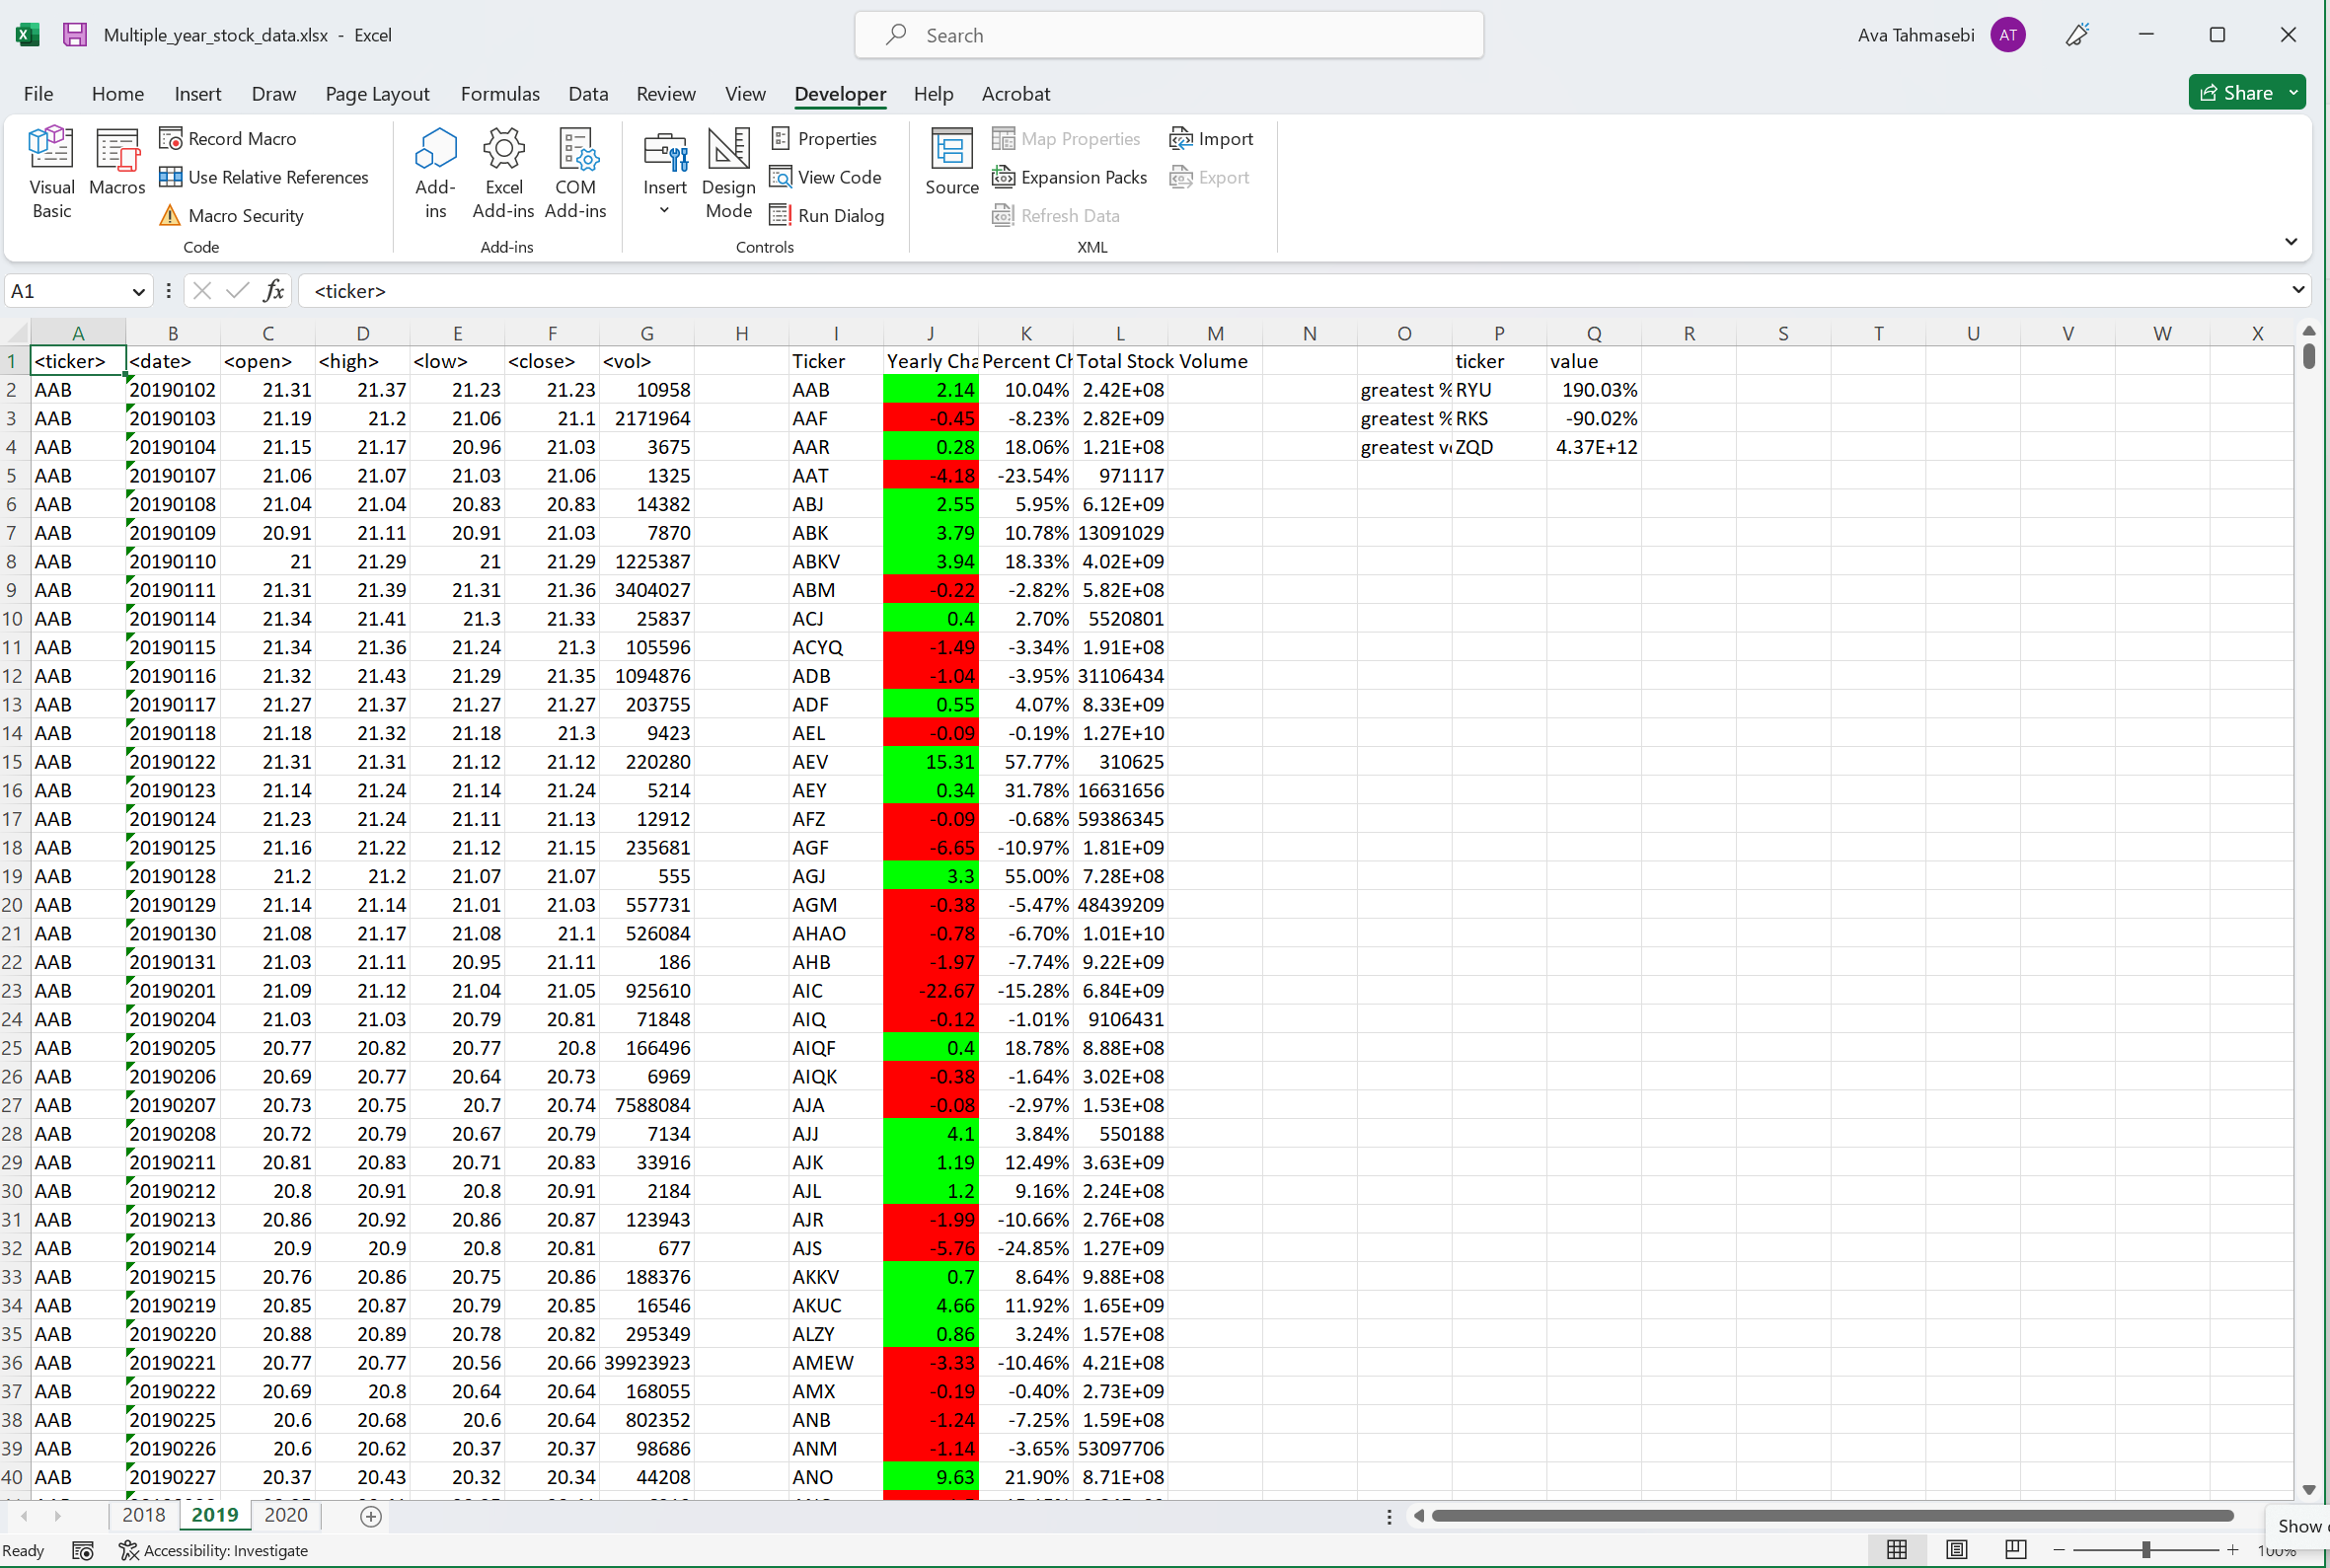 Multiple_year_stock_data.xlsx - Excel Search Ava Tahmasebi AT
File Home Insert Draw Page Layout Formulas Data Review View Developer Help Acrobat Share
Visual Basic Macros Record Macro Use Relative References Macro Security Code
Add-ins Excel Add-ins COM Add-ins Add-ins
Insert Design Mode Properties View Code Run Dialog Controls
Source Map Properties Expansion Packs Refresh Data Import Export XML
A1 fx <ticker>
A B C D E F G H I J K L M N O P Q R S T U V W X
1 <ticker> <date> <open> <high> <low> <close> <vol> Ticker Yearly Cha Percent Ch Total Stock Volume ticker value
2 AAB 20190102 21.31 21.37 21.23 21.23 10958 AAB 2.14 10.04% 2.42E+08 greatest % RYU 190.03%
3 AAB 20190103 21.19 21.2 21.06 21.1 2171964 AAF -0.45 -8.23% 2.82E+09 greatest % RKS -90.02%
4 AAB 20190104 21.15 21.17 20.96 21.03 3675 AAR 0.28 18.06% 1.21E+08 greatest vo ZQD 4.37E+12
5 AAB 20190107 21.06 21.07 21.03 21.06 1325 AAT -4.18 -23.54% 971117
6 AAB 20190108 21.04 21.04 20.83 20.83 14382 ABJ 2.55 5.95% 6.12E+09
7 AAB 20190109 20.91 21.11 20.91 21.03 7870 ABK 3.79 10.78% 13091029
8 AAB 20190110 21 21.29 21 21.29 1225387 ABKV 3.94 18.33% 4.02E+09
9 AAB 20190111 21.31 21.39 21.31 21.36 3404027 ABM -0.22 -2.82% 5.82E+08
10 AAB 20190114 21.34 21.41 21.3 21.33 25837 ACJ 0.4 2.70% 5520801
11 AAB 20190115 21.34 21.36 21.24 21.3 105596 ACYQ -1.49 -3.34% 1.91E+08
12 AAB 20190116 21.32 21.43 21.29 21.35 1094876 ADB -1.04 -3.95% 31106434
13 AAB 20190117 21.27 21.37 21.27 21.27 203755 ADF 0.55 4.07% 8.33E+09
14 AAB 20190118 21.18 21.32 21.18 21.3 9423 AEL -0.09 -0.19% 1.27E+10
15 AAB 20190122 21.31 21.31 21.12 21.12 220280 AEV 15.31 57.77% 310625
16 AAB 20190123 21.14 21.24 21.14 21.24 5214 AEY 0.34 31.78% 16631656
17 AAB 20190124 21.23 21.24 21.11 21.13 12912 AFZ -0.09 -0.68% 59386345
18 AAB 20190125 21.16 21.22 21.12 21.15 235681 AGF -6.65 -10.97% 1.81E+09
19 AAB 20190128 21.2 21.2 21.07 21.07 555 AGJ 3.3 55.00% 7.28E+08
20 AAB 20190129 21.14 21.14 21.01 21.03 557731 AGM -0.38 -5.47% 48439209
21 AAB 20190130 21.08 21.17 21.08 21.1 526084 AHAO -0.78 -6.70% 1.01E+10
22 AAB 20190131 21.03 21.11 20.95 21.11 186 AHB -1.97 -7.74% 9.22E+09
23 AAB 20190201 21.09 21.12 21.04 21.05 925610 AIC -22.67 -15.28% 6.84E+09
24 AAB 20190204 21.03 21.03 20.79 20.81 71848 AIQ -0.12 -1.01% 9106431
25 AAB 20190205 20.77 20.82 20.77 20.8 166496 AIQF 0.4 18.78% 8.88E+08
26 AAB 20190206 20.69 20.77 20.64 20.73 6969 AIQK -0.38 -1.64% 3.02E+08
27 AAB 20190207 20.73 20.75 20.7 20.74 7588084 AJA -0.08 -2.97% 1.53E+08
28 AAB 20190208 20.72 20.79 20.67 20.79 7134 AJJ 4.1 3.84% 550188
29 AAB 20190211 20.81 20.83 20.71 20.83 33916 AJK 1.19 12.49% 3.63E+09
30 AAB 20190212 20.8 20.91 20.8 20.91 2184 AJL 1.2 9.16% 2.24E+08
31 AAB 20190213 20.86 20.92 20.86 20.87 123943 AJR -1.99 -10.66% 2.76E+08
32 AAB 20190214 20.9 20.9 20.8 20.81 677 AJS -5.76 -24.85% 1.27E+09
33 AAB 20190215 20.76 20.86 20.75 20.86 188376 AKKV 0.7 8.64% 9.88E+08
34 AAB 20190219 20.85 20.87 20.79 20.85 16546 AKUC 4.66 11.92% 1.65E+09
35 AAB 20190220 20.88 20.89 20.78 20.82 295349 ALZY 0.86 3.24% 1.57E+08
36 AAB 20190221 20.77 20.77 20.56 20.66 39923923 AMEW -3.33 -10.46% 4.21E+08
37 AAB 20190222 20.69 20.8 20.64 20.64 168055 AMX -0.19 -0.40% 2.73E+09
38 AAB 20190225 20.6 20.68 20.6 20.64 802352 ANB -1.24 -7.25% 1.59E+08
39 AAB 20190226 20.6 20.62 20.37 20.37 98686 ANM -1.14 -3.65% 53097706
40 AAB 20190227 20.37 20.43 20.32 20.34 44208 ANO 9.63 21.90% 8.71E+08
2018 2019 2020
Show
Ready Accessibility: Investigate 100%